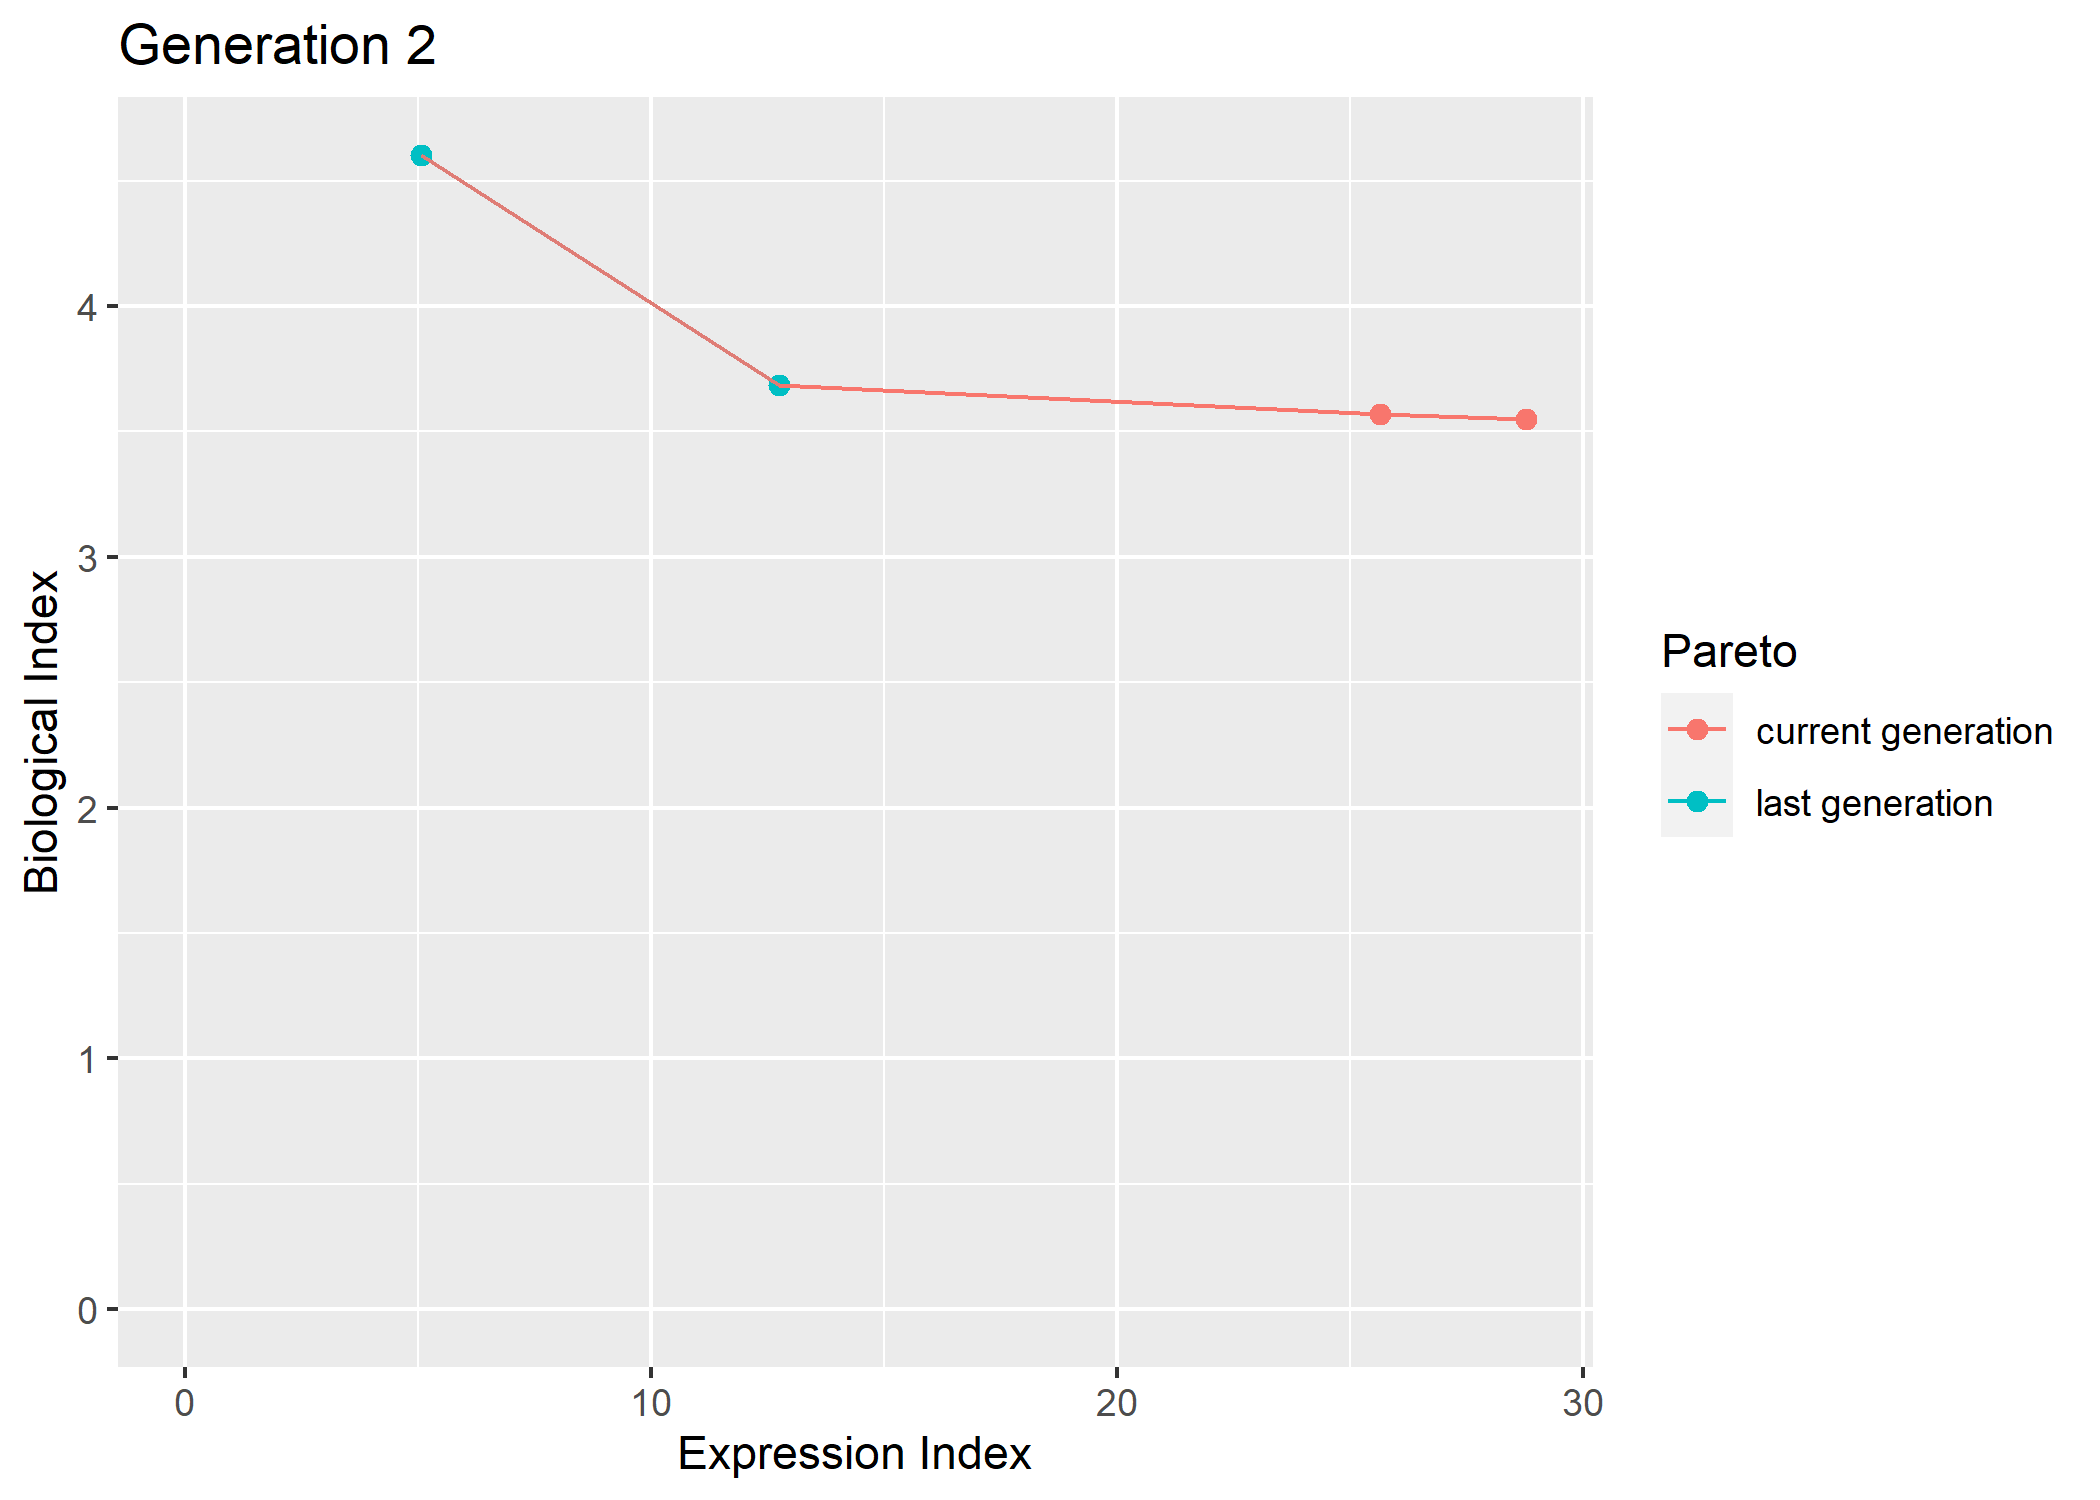 Generation 2
Biological Index
4
3
2
1
0
0 10 20 30
Expression Index
Pareto
current generation
last generation